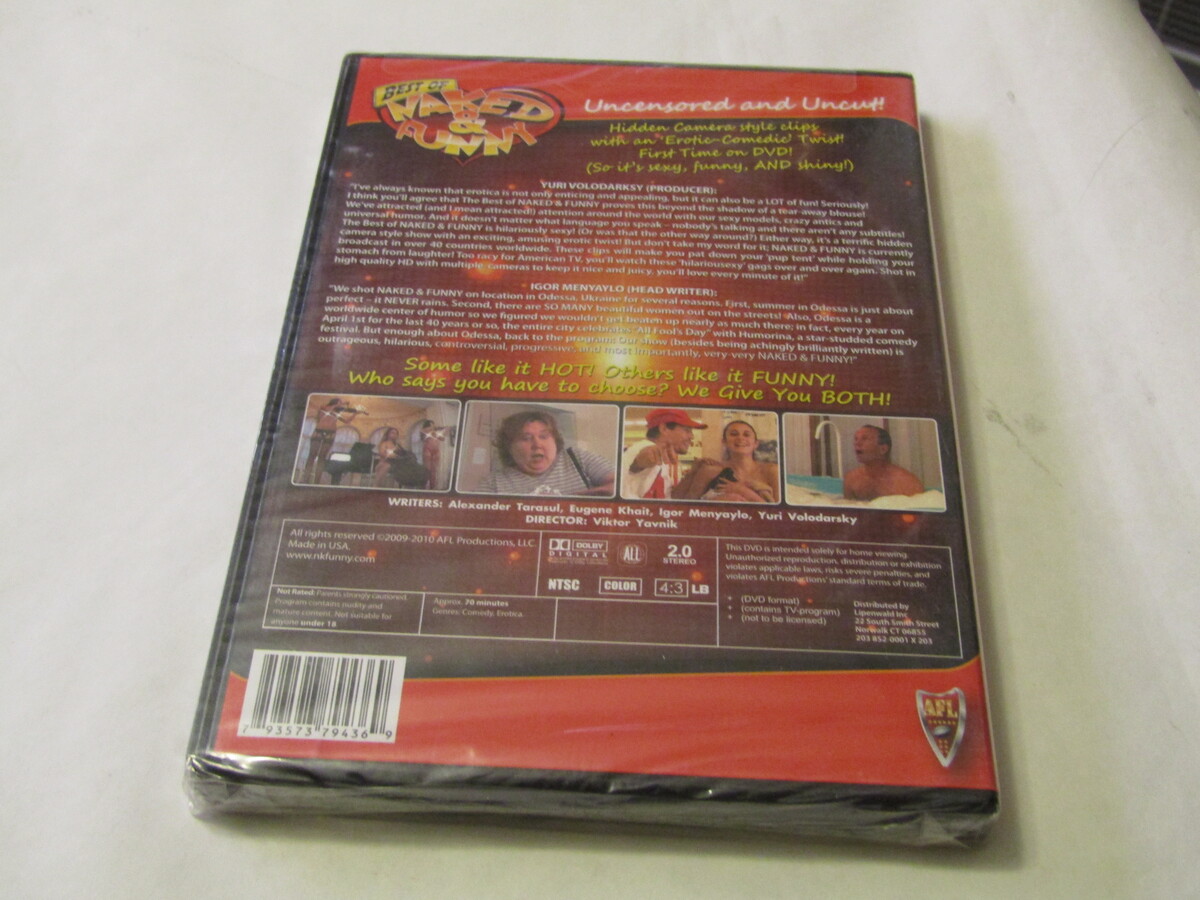 BEST OF
NAKED
&
FUNNY
Uncensored and Uncut!
Hidden Camera style clips
with an 'Erotic-Comedic' Twist!
First Time on DVD!
(So it's sexy, funny, AND shiny!)
YURI VOLODARKSY (PRODUCER):
"I've always known that erotica is not only enticing and appealing, but it can also be a LOT of fun! Seriously!
I think you'll agree that The Best of NAKED & FUNNY proves this beyond the shadow of a tear-away blouse!
We've attracted (and I mean attracted!) attention around the world with our sexy models, crazy antics and
universal humor. And it doesn't matter what language you speak – nobody's talking and there aren't any subtitles!
The Best of NAKED & FUNNY is hilariously sexy! (Or was that the other way around?) Either way, it's a terrific hidden
camera style show with an exciting, amusing erotic twist! But don't take my word for it; NAKED & FUNNY is currently
broadcast in over 40 countries worldwide. These clips will make you pat down your 'pup tent' while holding your
stomach from laughter! Too racy for American TV, you'll watch these 'hilariousexy' gags over and over again. Shot in
high quality HD with multiple cameras to keep it nice and juicy, you'll love every minute of it!"
IGOR MENYAYLO (HEAD WRITER):
"We shot NAKED & FUNNY on location in Odessa, Ukraine for several reasons. First, summer in Odessa is just about
perfect – it NEVER rains. Second, there are SO MANY beautiful women out on the streets! Also, Odessa is a
worldwide center of humor so we figured we wouldn't get beaten up nearly as much there; in fact, every year on
April 1st for the last 40 years or so, the entire city celebrates "All Fool's Day" with Humorina, a star-studded comedy
festival. But enough about Odessa, back to the program: Our show (besides being achingly brilliantly written) is
outrageous, hilarious, controversial, progressive, and most importantly, very-very NAKED & FUNNY!"
Some like it HOT! Others like it FUNNY!
Who says you have to choose? We Give You BOTH!
WRITERS: Alexander Tarasul, Eugene Khait, Igor Menyaylo, Yuri Volodarsky
DIRECTOR: Viktor Yavnik
All rights reserved ©2009-2010 AFL Productions, LLC.
Made in USA.
www.nkfunny.com
Not Rated: Parents strongly cautioned.
Program contains nudity and
mature content. Not suitable for
anyone under 18
Approx. 70 minutes
Genres: Comedy, Erotica
DOLBY
DIGITAL
ALL
2.0
STEREO
NTSC COLOR 4:3 LB
This DVD is intended solely for home viewing.
Unauthorized reproduction, distribution or exhibition
violates applicable laws, risks severe penalties, and
violates AFL Productions' standard terms of trade.
+ (DVD format)
+ (contains TV-program)
+ (not to be licensed)
Distributed by
Lipenwald Inc
22 South Smith Street
Norwalk CT 06855
203 852-0001 X 203
7 93573 79436 9
AFL